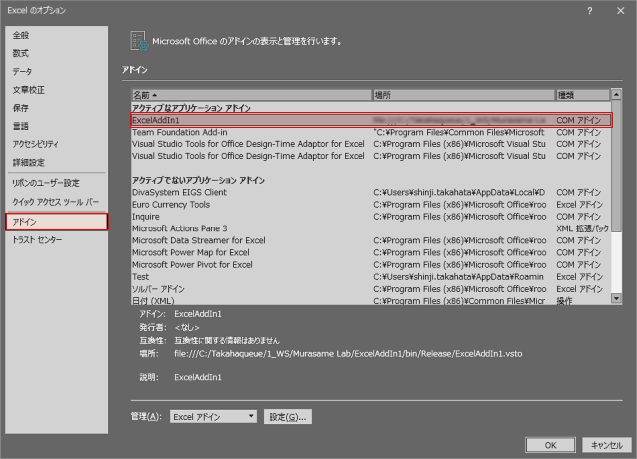 Excel のオプション
? ×
全般
数式
データ
文章校正
保存
言語
アクセシビリティ
詳細設定
リボンのユーザー設定
クイック アクセス ツール バー
アドイン
トラスト センター
Microsoft Office のアドインの表示と管理を行います。
アドイン
名前 場所 種類
アクティブなアプリケーション アドイン
ExcelAddIn1 COM アドイン
Team Foundation Add-in "C:¥Program Files¥Common Files¥Microsoft COM アドイン
Visual Studio Tools for Office Design-Time Adaptor for Excel C:¥Program Files (x86)¥Microsoft Visual Stu COM アドイン
Visual Studio Tools for Office Design-Time Adaptor for Excel C:¥Program Files (x86)¥Microsoft Visual Stu COM アドイン
アクティブでないアプリケーション アドイン
DivaSystem EIGS Client C:¥Users¥shinji.takahata¥AppData¥Local¥D COM アドイン
Euro Currency Tools C:¥Program Files (x86)¥Microsoft Office¥roo Excel アドイン
Inquire C:¥Program Files (x86)¥Microsoft Office¥roo COM アドイン
Microsoft Actions Pane 3 XML 拡張パック
Microsoft Data Streamer for Excel C:¥Program Files (x86)¥Microsoft Office¥roo COM アドイン
Microsoft Power Map for Excel C:¥Program Files (x86)¥Microsoft Office¥roo COM アドイン
Microsoft Power Pivot for Excel C:¥Program Files (x86)¥Microsoft Office¥roo COM アドイン
Test C:¥Users¥shinji.takahata¥AppData¥Roamin Excel アドイン
ソルバー アドイン C:¥Program Files (x86)¥Microsoft Office¥roo Excel アドイン
日付 (XML) C:¥Program Files (x86)¥Common Files¥Micr 操作
アドイン: ExcelAddIn1
発行者: <なし>
互換性: 互換性に関する情報はありません
場所: file:///C:/Takahaqueue/1_WS/Murasame Lab/ExcelAddIn1/bin/Release/ExcelAddIn1.vsto
説明: ExcelAddIn1
管理(A): Excel アドイン 設定(G)...
OK キャンセル